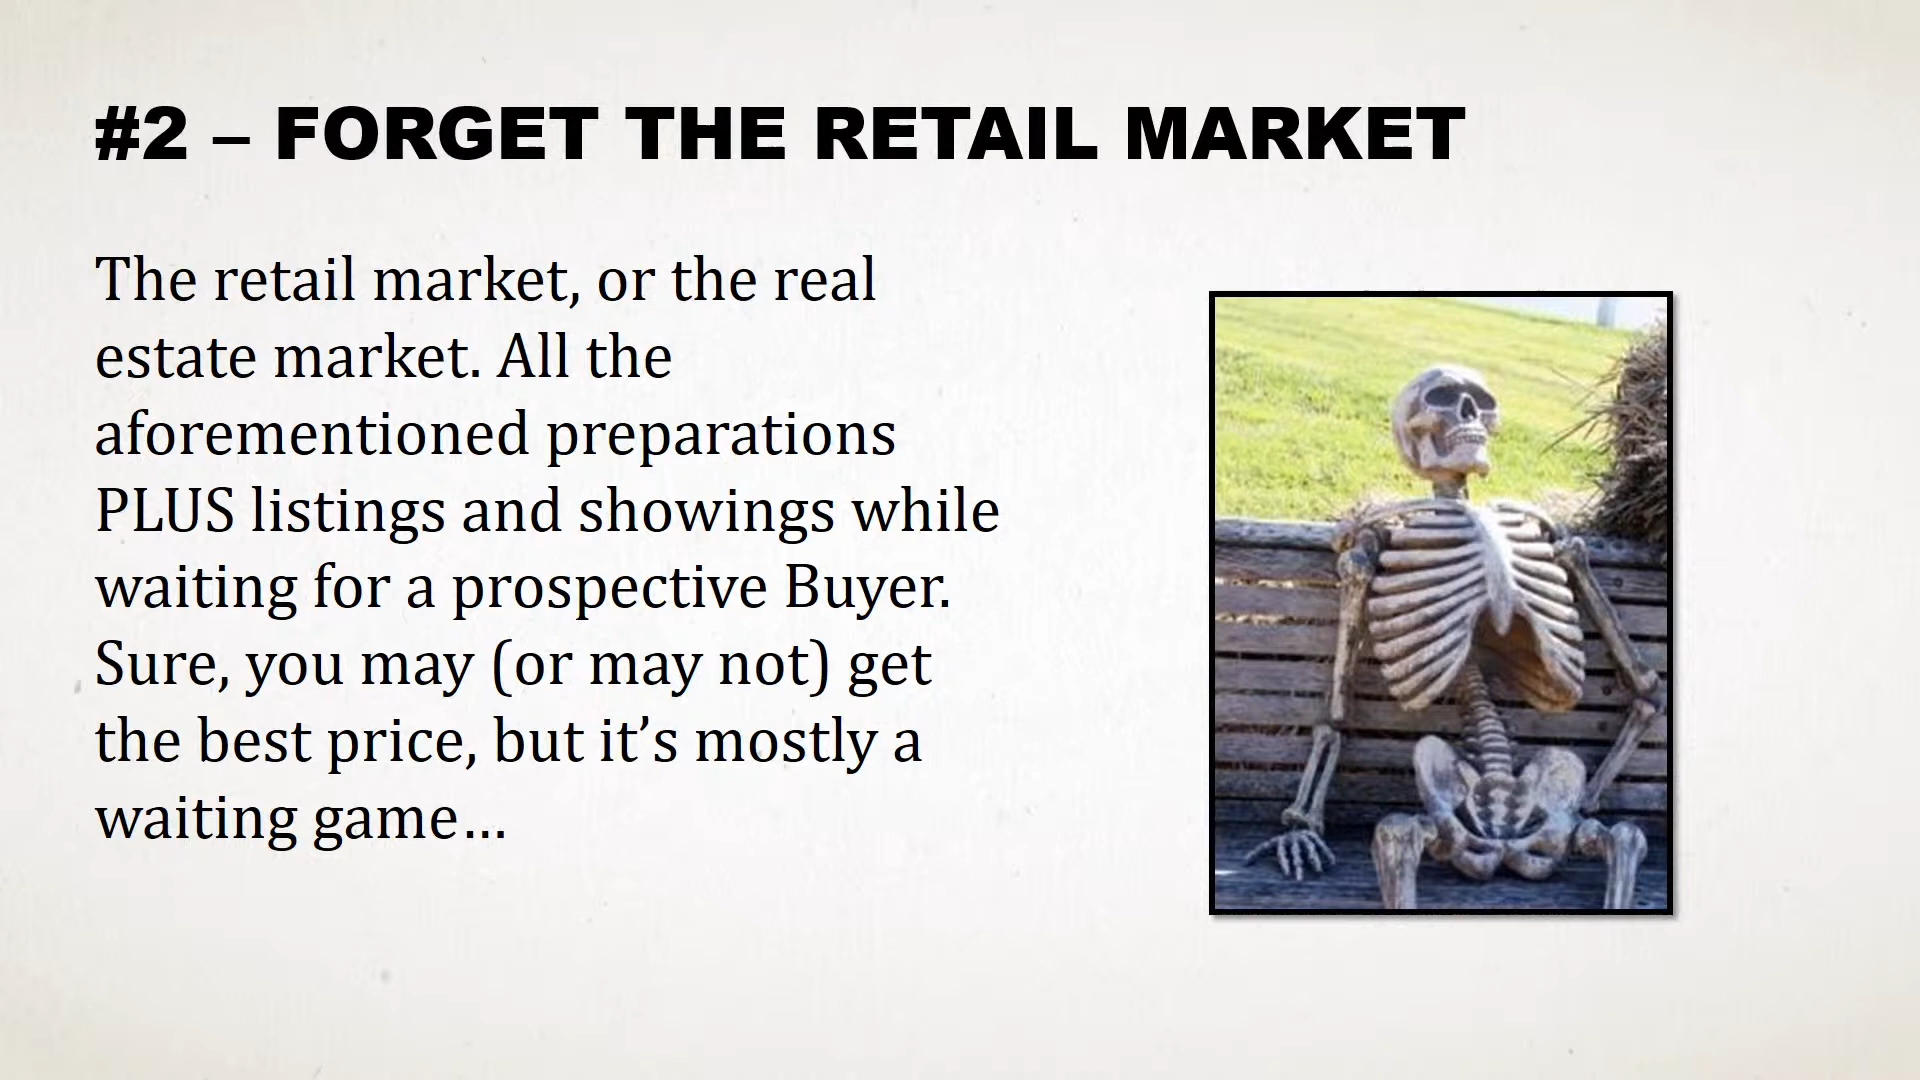 #2 – FORGET THE RETAIL MARKET
The retail market, or the real
estate market. All the
aforementioned preparations
PLUS listings and showings while
waiting for a prospective Buyer.
Sure, you may (or may not) get
the best price, but it’s mostly a
waiting game…